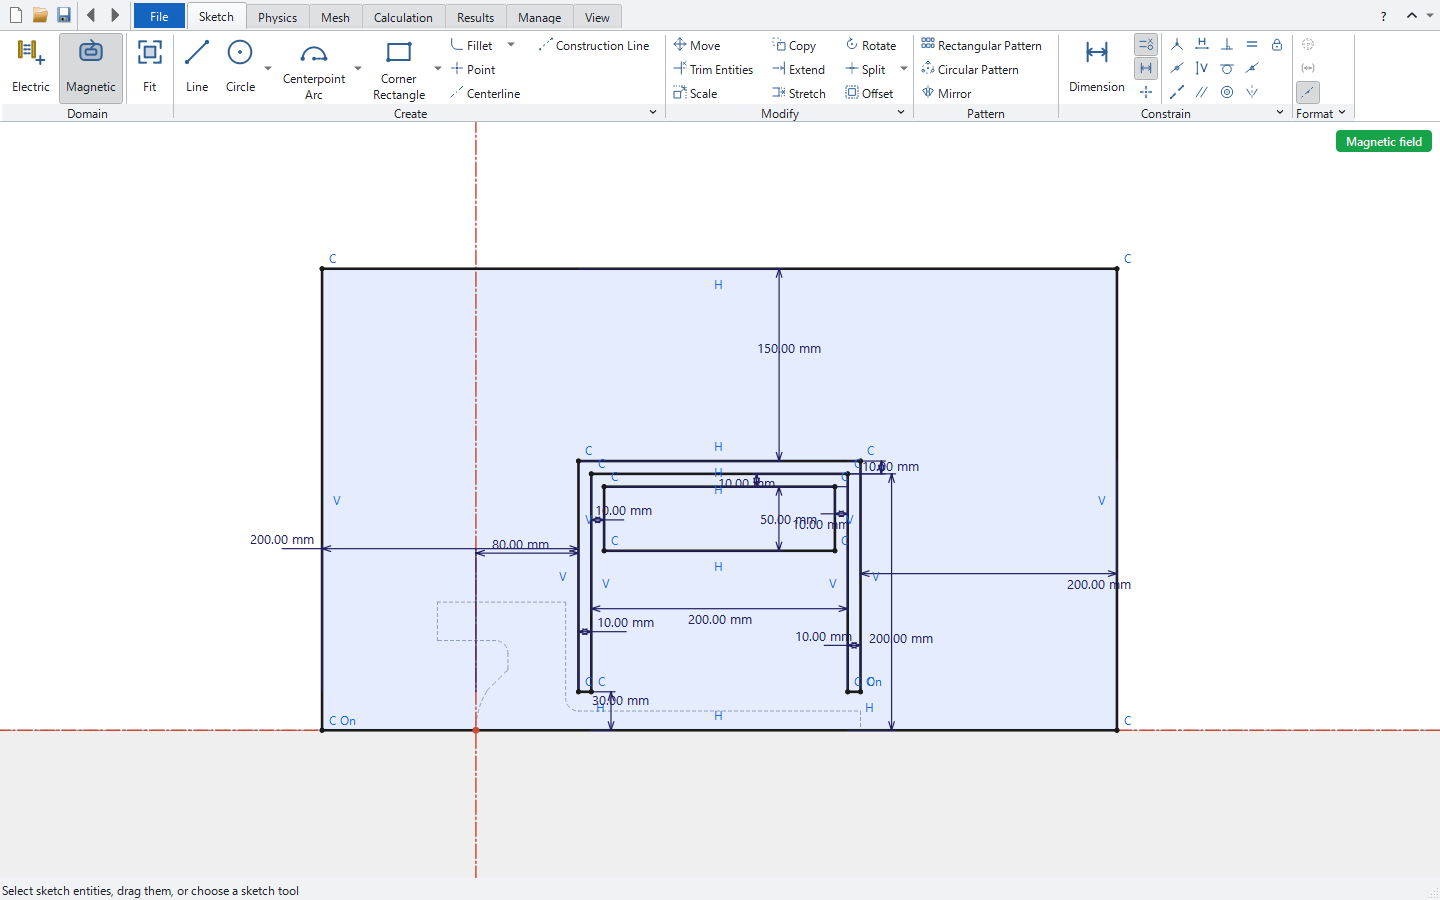 File
Sketch
Physics
Mesh
Calculation
Results
Manage
View
?
Electric
Magnetic
Domain
Fit
Line
Circle
Centerpoint
Arc
Corner
Rectangle
Fillet
Point
Centerline
Construction Line
Create
Move
Trim Entities
Scale
Copy
Extend
Stretch
Rotate
Split
Offset
Modify
Rectangular Pattern
Circular Pattern
Mirror
Pattern
Dimension
Constrain
Format
Magnetic field
C
C
H
150.00 mm
H
C
C
10.00 mm
C
C
H
C
C
10.00 mm
H
V
V
10.00 mm
V
50.00 mm
10.00 mm
V
200.00 mm
80.00 mm
C
C
H
V
V
V
V
200.00 mm
200.00 mm
10.00 mm
200.00 mm
10.00 mm
200.00 mm
C
C
C
C
On
30.00 mm
H
H
H
C On
C
Select sketch entities, drag them, or choose a sketch tool